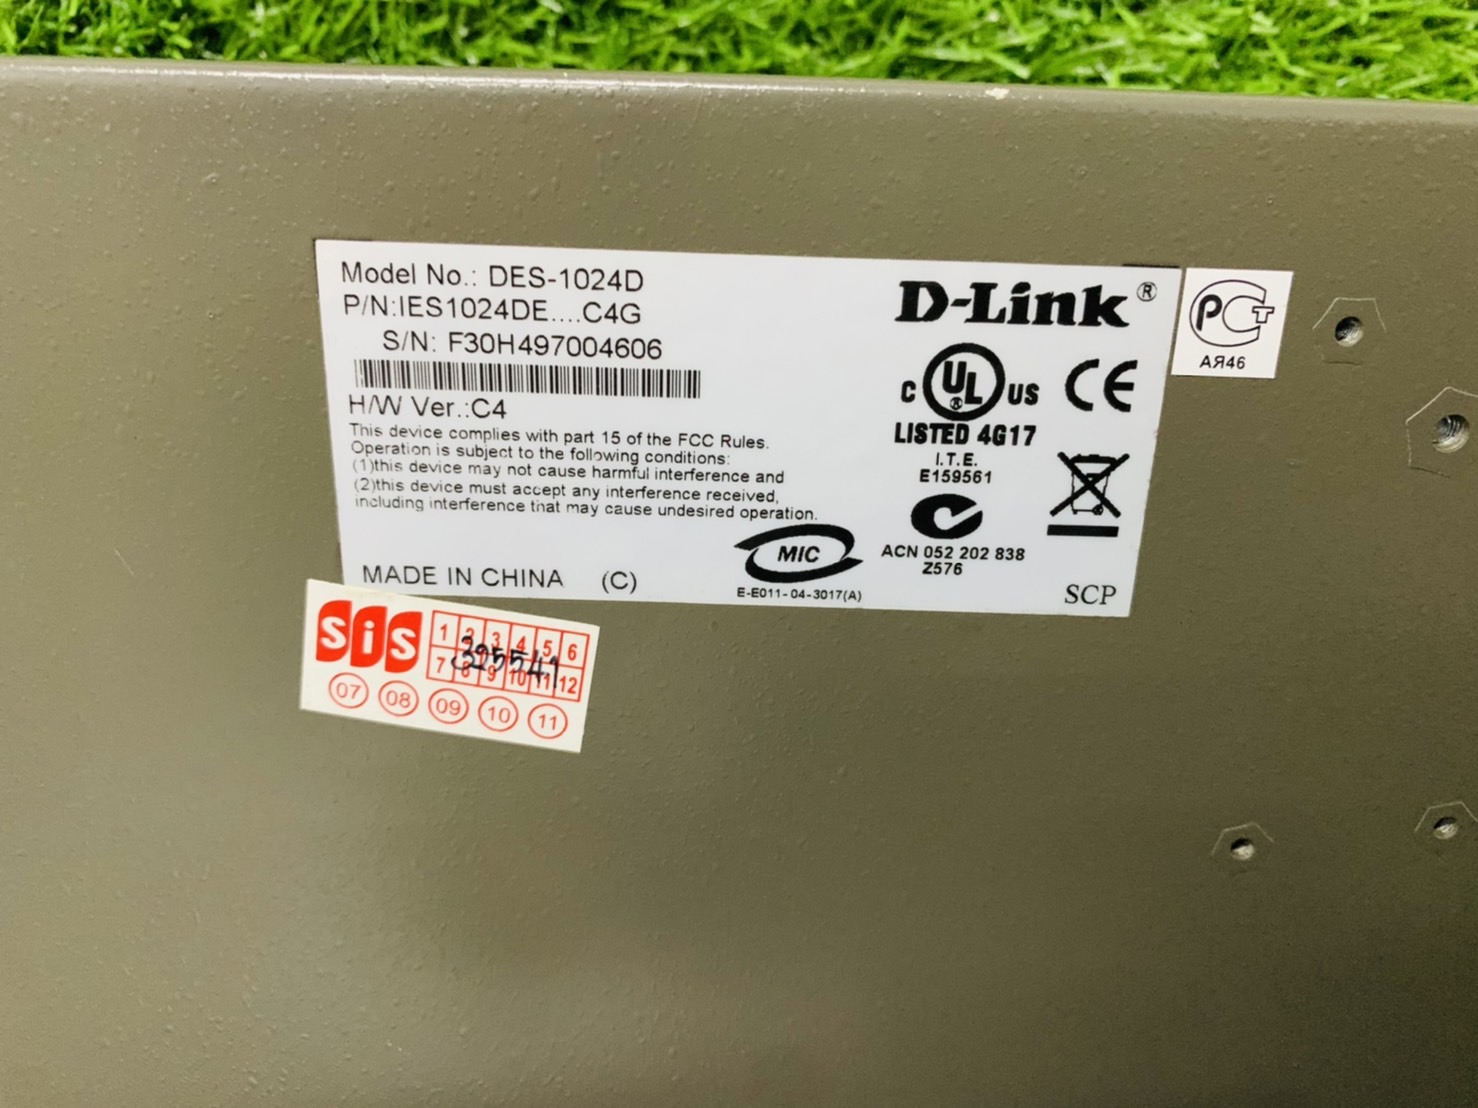 Model No.: DES-1024D
P/N:IES1024DE....C4G
S/N: F30H497004606
H/W Ver.:C4
This device complies with part 15 of the FCC Rules.
Operation is subject to the following conditions:
(1)this device may not cause harmful interference and
(2)this device must accept any interference received,
including interference that may cause undesired operation.
MADE IN CHINA (C)
D-Link®
C UL® US
CE
LISTED 4G17
I.T.E.
E159561
MIC
E-E011-04-3017(A)
ACN 052 202 838
Z576
SCP
РСТ
АЯ46
SiS
1 2 3 4 5 6
325541
7 8 9 10 11 12
07 08 09 10 11